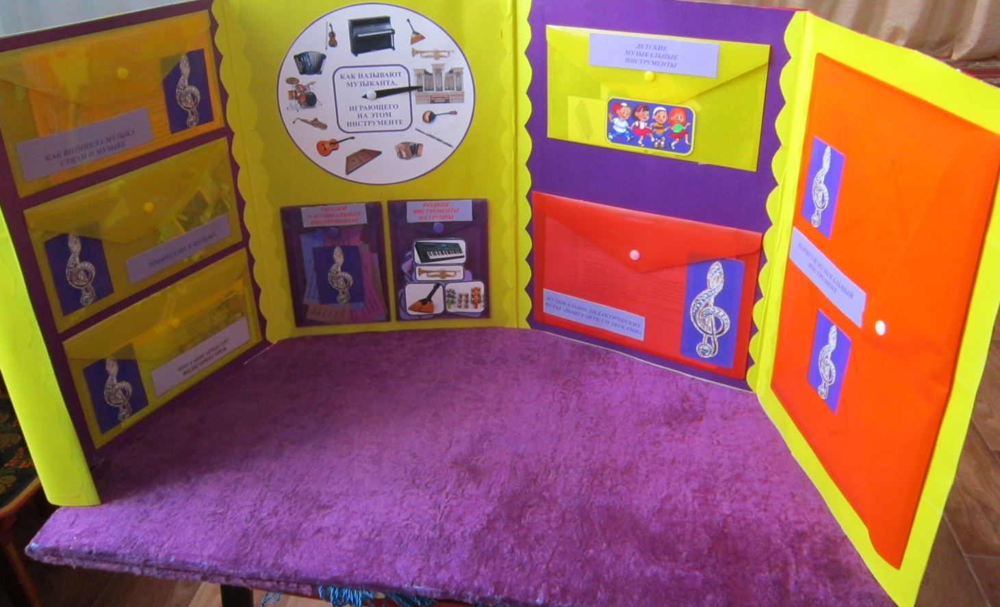 КАК ВОЗНИКЛА МУЗЫКА
СТИХИ О МУЗЫКЕ
ПРОФЕССИИ В МУЗЫКЕ
ЧТО ТАКОЕ ОРКЕСТР?
ВИДЫ ОРКЕСТРОВ
КАК НАЗЫВАЮТ
МУЗЫКАНТА,
ИГРАЮЩЕГО
НА ЭТОМ
ИНСТРУМЕНТЕ
ЗАГАДКИ
О МУЗЫКАЛЬНЫХ
ИНСТРУМЕНТАХ
РАЗДЕЛИ
ИНСТРУМЕНТЫ
НА ГРУППЫ
ДЕТСКИЕ
МУЗЫКАЛЬНЫЕ
ИНСТРУМЕНТЫ
МУЗЫКАЛЬНО-ДИДАКТИЧЕСКИЕ
ИГРЫ «ПОИГРАЙТЕ СО ЗВУКАМИ»
НАРИСУЙ МУЗЫКАЛЬНЫЙ
ИНСТРУМЕНТ